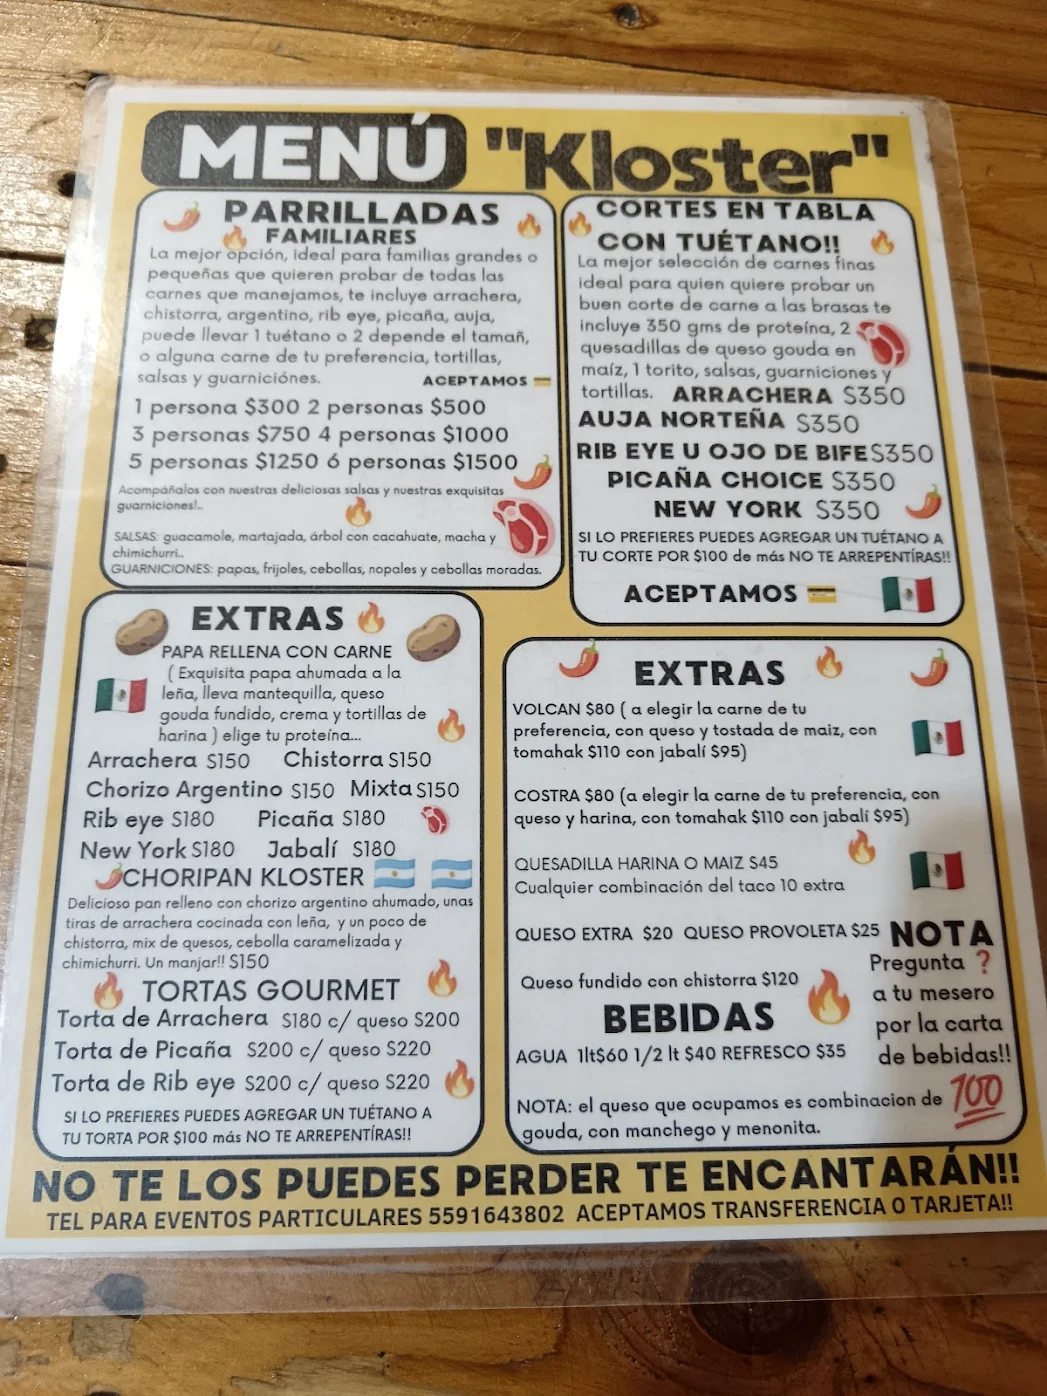 MENÚ "Kloster"
PARRILLADAS
FAMILIARES
La mejor opción, ideal para familias grandes o
pequeñas que quieren probar de todas las
carnes que manejamos, te incluye arrachera,
chistorra, argentino, rib eye, picaña, auja,
puede llevar 1 tuétano o 2 depende el tamañ,
o alguna carne de tu preferencia, tortillas,
salsas y guarniciónes.
ACEPTAMOS
1 persona $300 2 personas $500
3 personas $750 4 personas $1000
5 personas $1250 6 personas $1500
Acompáñalos con nuestras deliciosas salsas y nuestras exquisitas
guarniciones!..
SALSAS: guacamole, martajada, árbol con cacahuate, macha y
chimichurri..
GUARNICIONES: papas, frijoles, cebollas, nopales y cebollas moradas.
CORTES EN TABLA
CON TUÉTANO!!
La mejor selección de carnes finas
ideal para quien quiere probar un
buen corte de carne a las brasas te
incluye 350 gms de proteína, 2
quesadillas de queso gouda en
maíz, 1 torito, salsas, guarniciones y
tortillas. ARRACHERA $350
AUJA NORTEÑA $350
RIB EYE U OJO DE BIFE $350
PICAÑA CHOICE $350
NEW YORK $350
SI LO PREFIERES PUEDES AGREGAR UN TUÉTANO A
TU CORTE POR $100 de más NO TE ARREPENTÍRAS!!
ACEPTAMOS
EXTRAS
PAPA RELLENA CON CARNE
( Exquisita papa ahumada a la
leña, lleva mantequilla, queso
gouda fundido, crema y tortillas de
harina ) elige tu proteína...
Arrachera $150 Chistorra $150
Chorizo Argentino $150 Mixta $150
Rib eye $180 Picaña $180
New York $180 Jabalí $180
CHORIPAN KLOSTER
Delicioso pan relleno con chorizo argentino ahumado, unas
tiras de arrachera cocinada con leña, y un poco de
chistorra, mix de quesos, cebolla caramelizada y
chimichurri. Un manjar!! $150
TORTAS GOURMET
Torta de Arrachera $180 c/ queso $200
Torta de Picaña $200 c/ queso $220
Torta de Rib eye $200 c/ queso $220
SI LO PREFIERES PUEDES AGREGAR UN TUÉTANO A
TU TORTA POR $100 más NO TE ARREPENTÍRAS!!
EXTRAS
VOLCAN $80 ( a elegir la carne de tu
preferencia, con queso y tostada de maiz, con
tomahak $110 con jabalí $95)
COSTRA $80 (a elegir la carne de tu preferencia, con
queso y harina, con tomahak $110 con jabalí $95)
QUESADILLA HARINA O MAIZ $45
Cualquier combinación del taco 10 extra
QUESO EXTRA $20 QUESO PROVOLETA $25
Queso fundido con chistorra $120
BEBIDAS
AGUA 1lt$60 1/2 lt $40 REFRESCO $35
NOTA
Pregunta ?
a tu mesero
por la carta
de bebidas!!
NOTA: el queso que ocupamos es combinacion de
gouda, con manchego y menonita.
100
NO TE LOS PUEDES PERDER TE ENCANTARÁN!!
TEL PARA EVENTOS PARTICULARES 5591643802 ACEPTAMOS TRANSFERENCIA O TARJETA!!